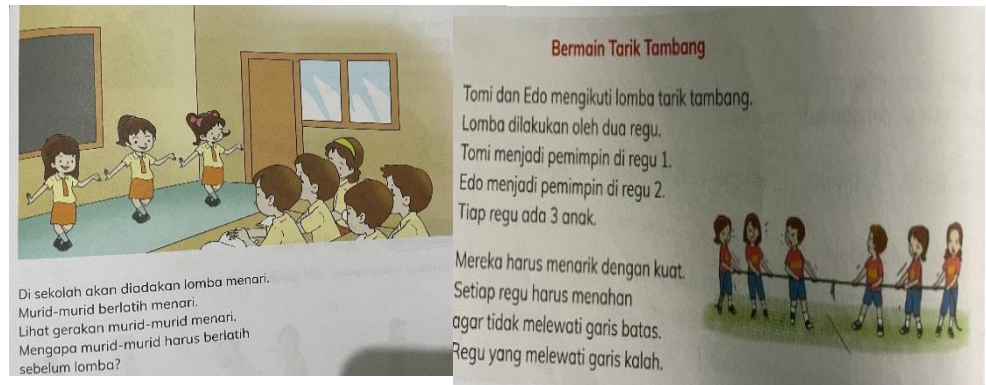 Di sekolah akan diadakan lomba menari.
Murid-murid berlatih menari.
Lihat gerakan murid-murid menari.
Mengapa murid-murid harus berlatih
sebelum lomba?
Bermain Tarik Tambang
Tomi dan Edo mengikuti lomba tarik tambang.
Lomba dilakukan oleh dua regu.
Tomi menjadi pemimpin di regu 1.
Edo menjadi pemimpin di regu 2.
Tiap regu ada 3 anak.
Mereka harus menarik dengan kuat.
Setiap regu harus menahan
agar tidak melewati garis batas.
Regu yang melewati garis kalah.